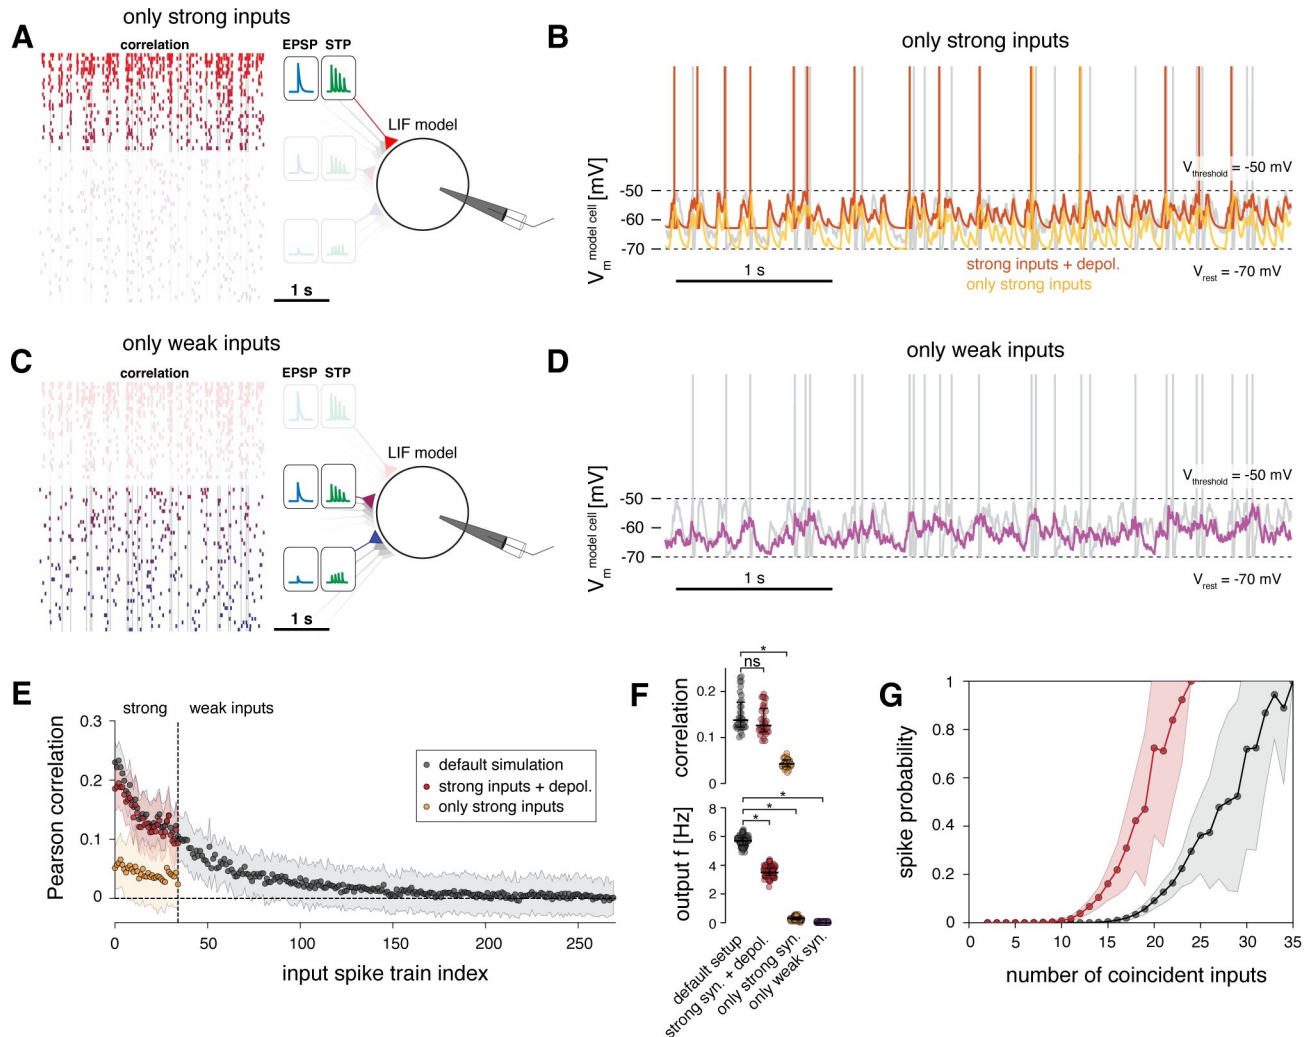 A
only strong inputs
correlation
EPSP STP
LIF model
1 s
B
only strong inputs
V_m^model cell [mV]
-50
-60
-70
V_threshold = -50 mV
strong inputs + depol.
only strong inputs
1 s
V_rest = -70 mV
C
only weak inputs
correlation
EPSP STP
LIF model
1 s
D
only weak inputs
V_m^model cell [mV]
-50
-60
-70
V_threshold = -50 mV
1 s
V_rest = -70 mV
E
strong weak inputs
Pearson correlation
0.3
0.2
0.1
0
default simulation
strong inputs + depol.
only strong inputs
0 50 100 150 200 250
input spike train index
F
*
ns
correlation
0.2
0.1
0
*
*
*
output f [Hz]
8
6
4
2
0
default setup
strong syn. + depol.
only strong syn.
only weak syn.
G
spike probability
1
0.8
0.6
0.4
0.2
0
0 5 10 15 20 25 30 35
number of coincident inputs